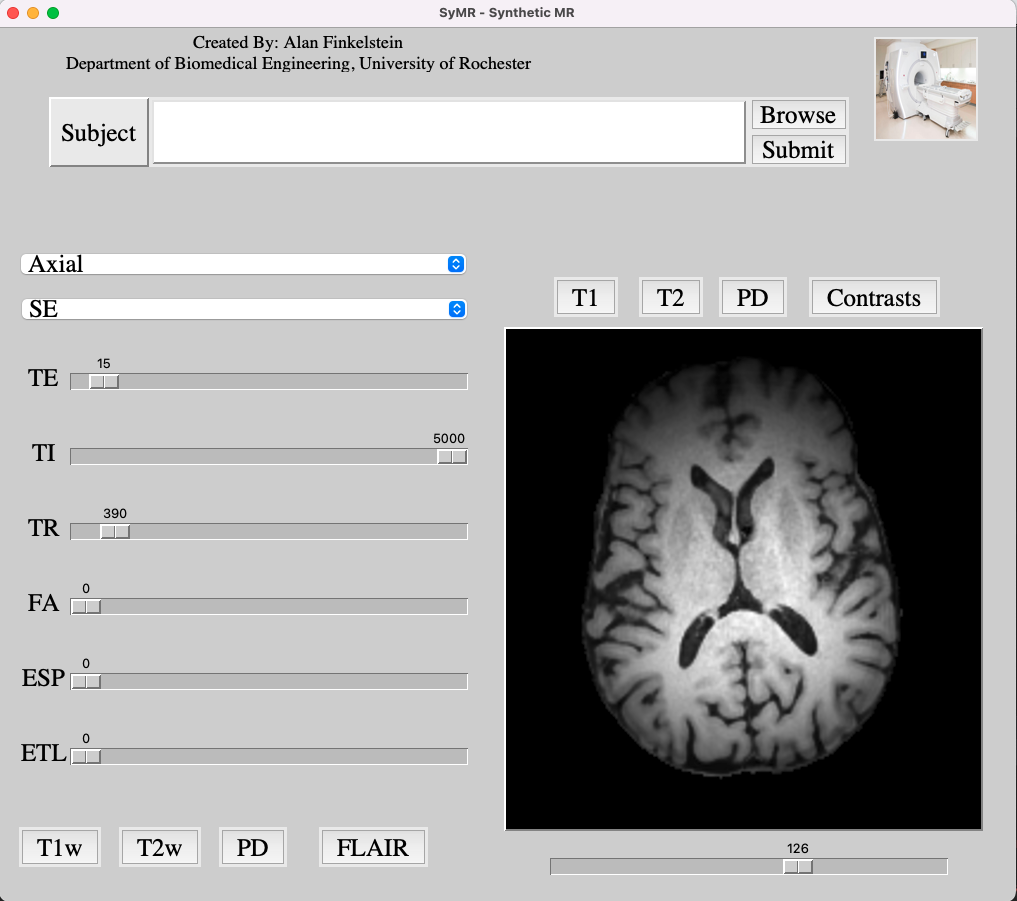 SyMR - Synthetic MR
Created By: Alan Finkelstein
Department of Biomedical Engineering, University of Rochester
Subject
Browse
Submit
Axial
SE
T1
T2
PD
Contrasts
15
TE
5000
TI
390
TR
0
FA
0
ESP
0
ETL
T1w
T2w
PD
FLAIR
126